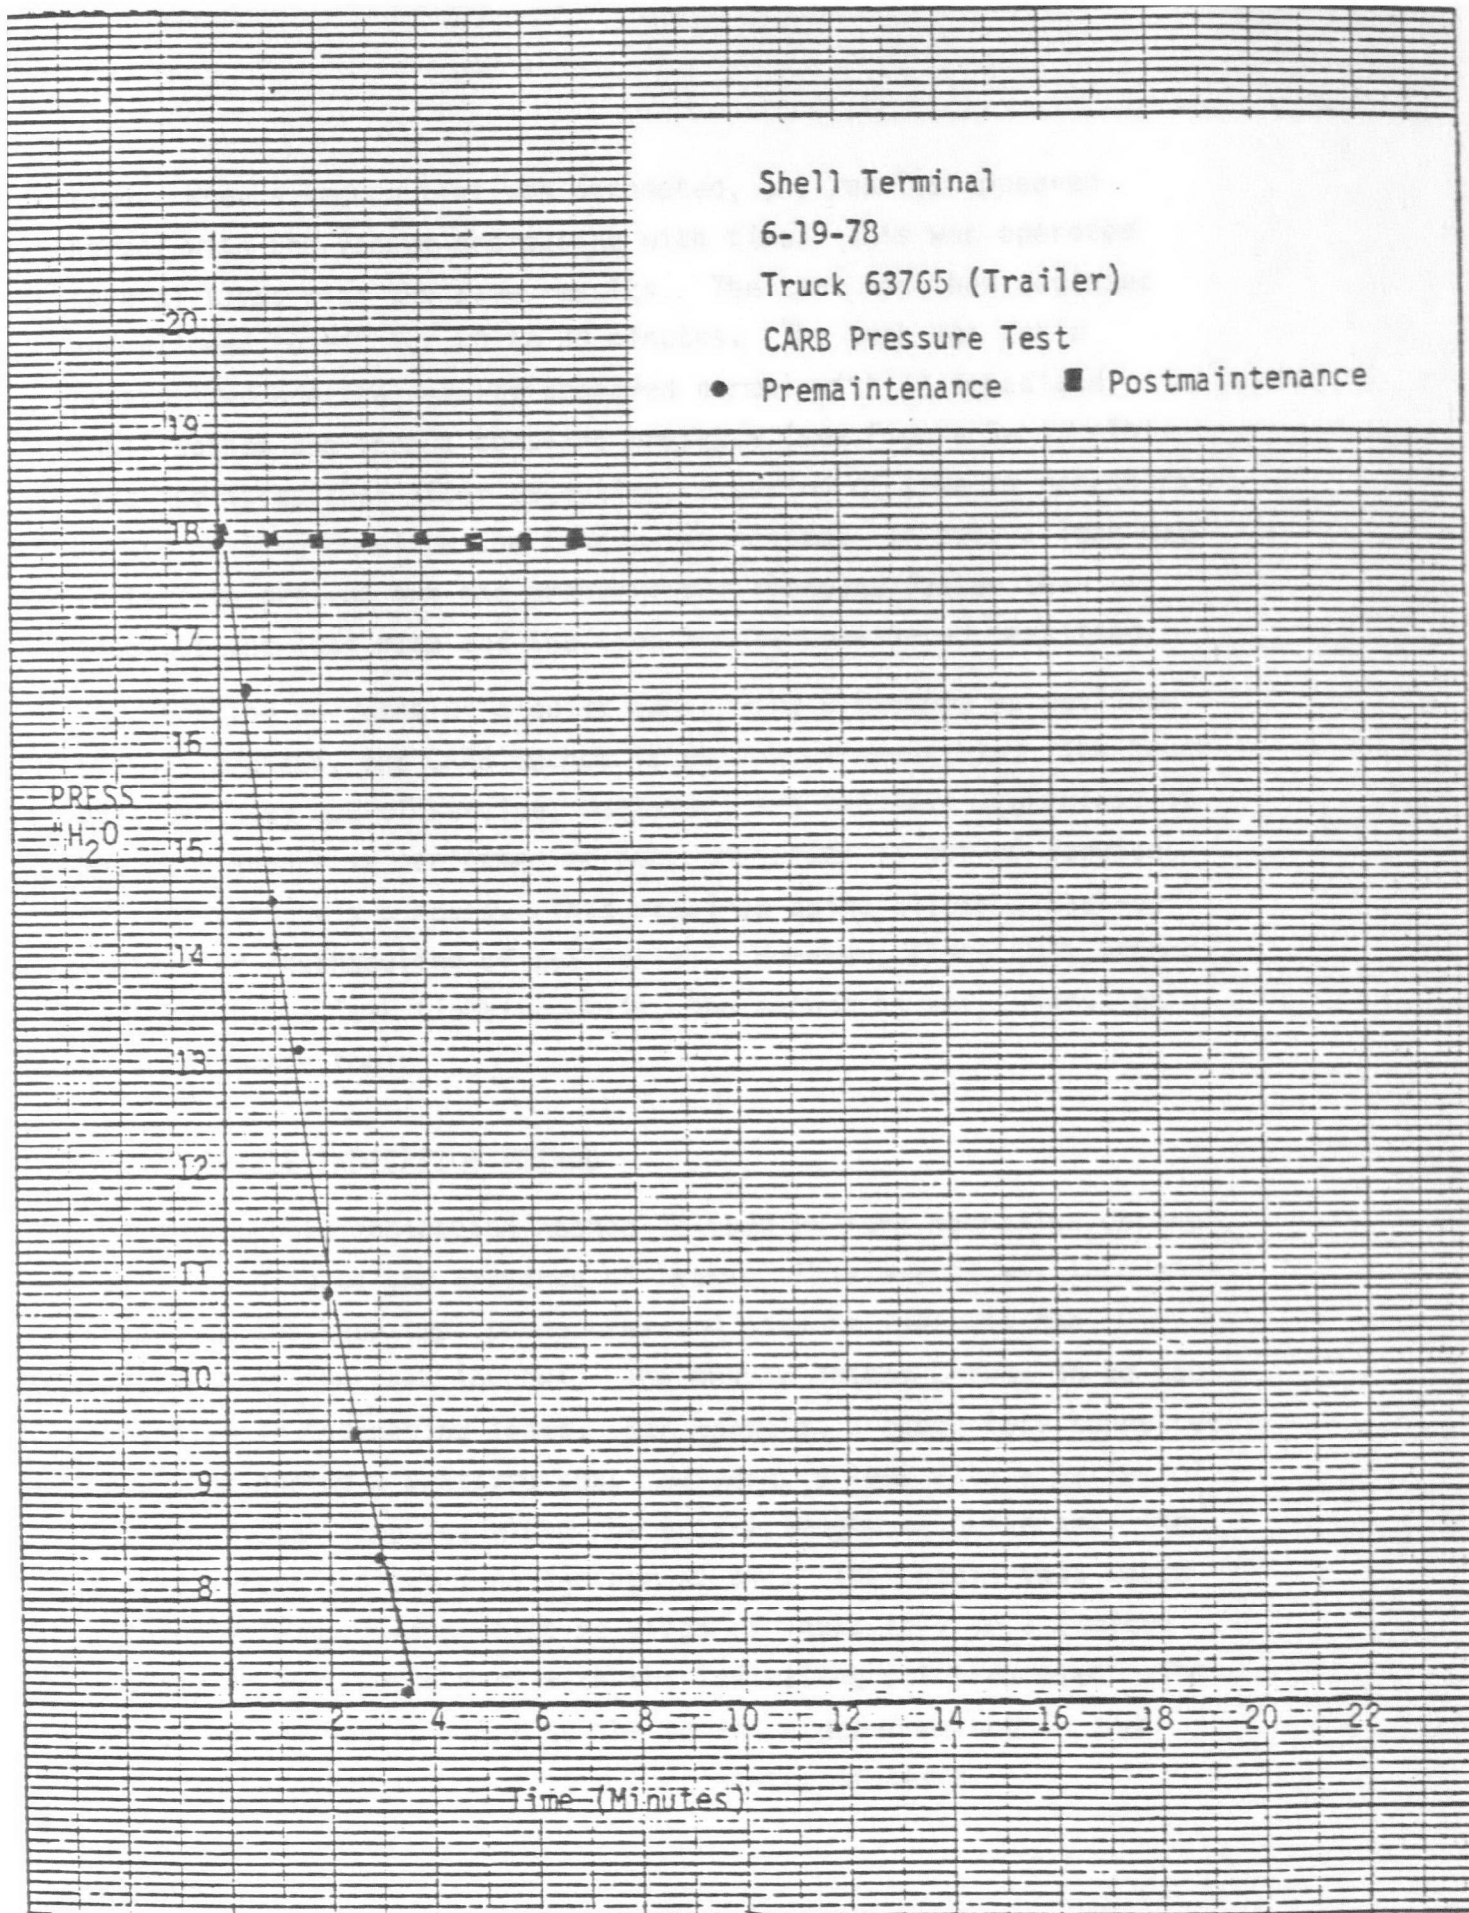 Shell Terminal
6-19-78
Truck 63765 (Trailer)
CARB Pressure Test
● Premaintenance ■ Postmaintenance
20
19
18
17
16
PRESS
"H2O
15
14
13
12
11
10
9
8
2 4 6 8 10 12 14 16 18 20 22
Time (Minutes)